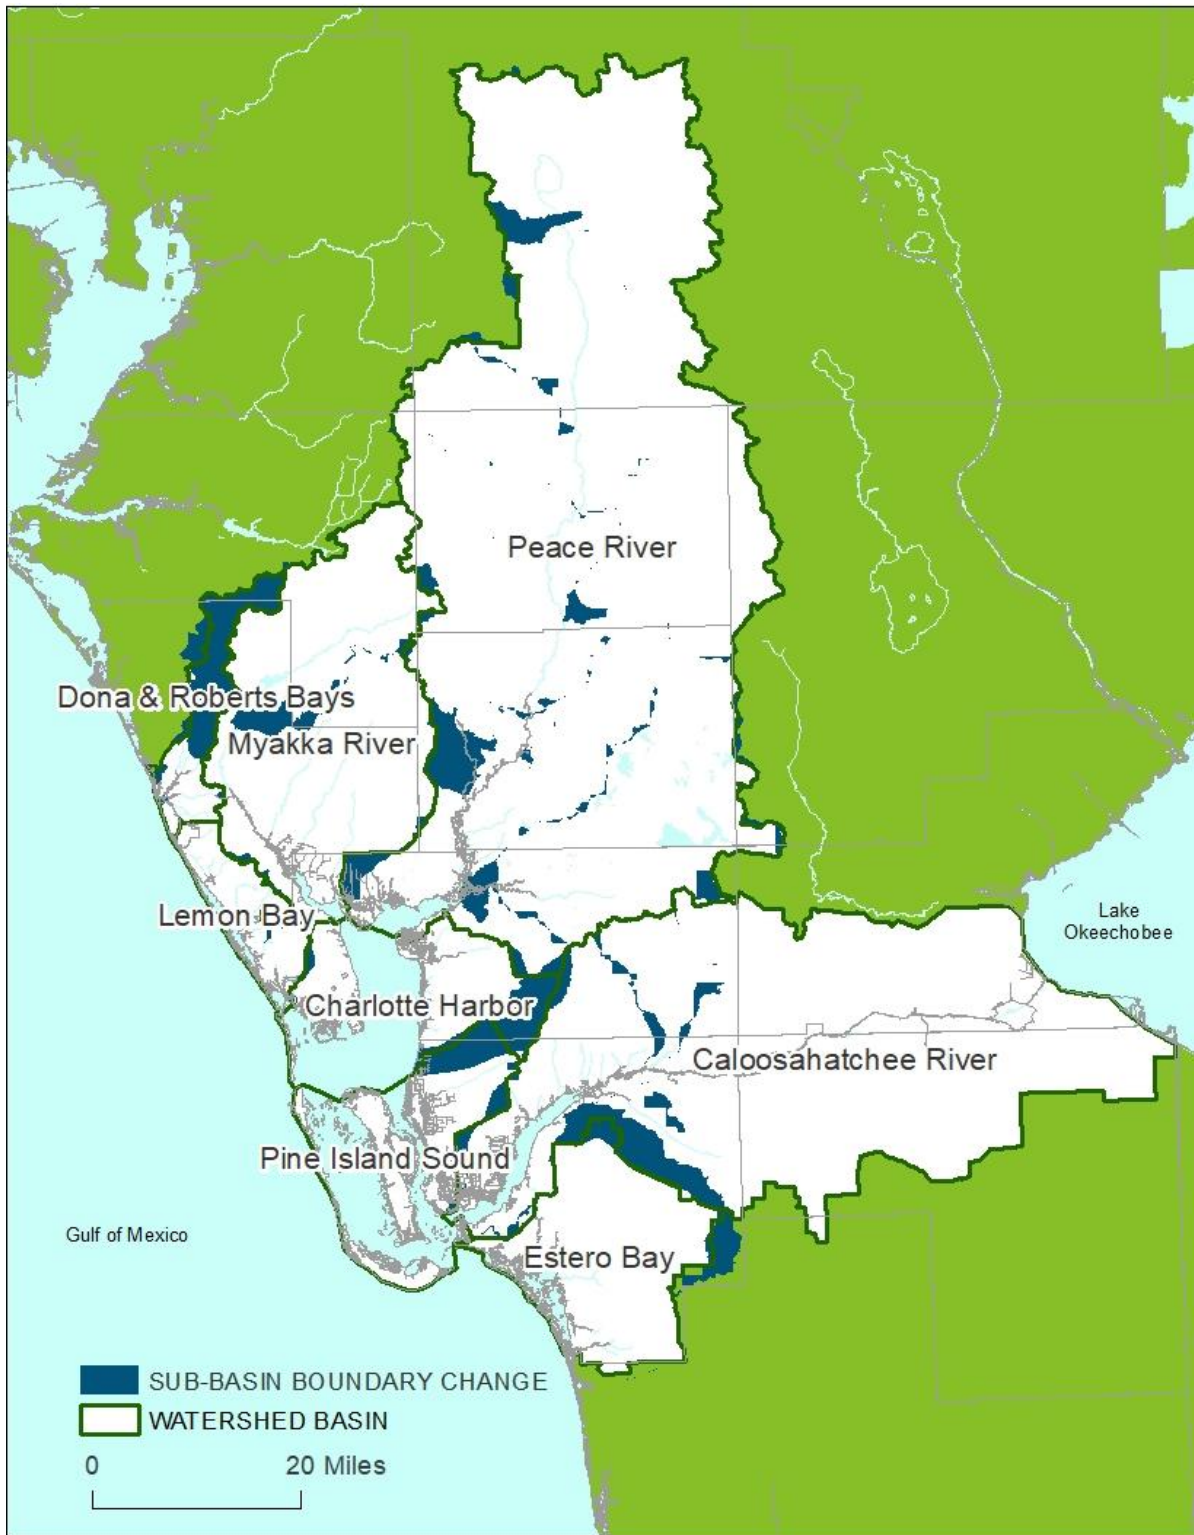 Peace River
Dona & Roberts Bays
Myakka River
Lemon Bay
Lake
Okeechobee
Charlotte Harbor
Caloosahatchee River
Pine Island Sound
Gulf of Mexico
Estero Bay
SUB-BASIN BOUNDARY CHANGE
WATERSHED BASIN
0 20 Miles